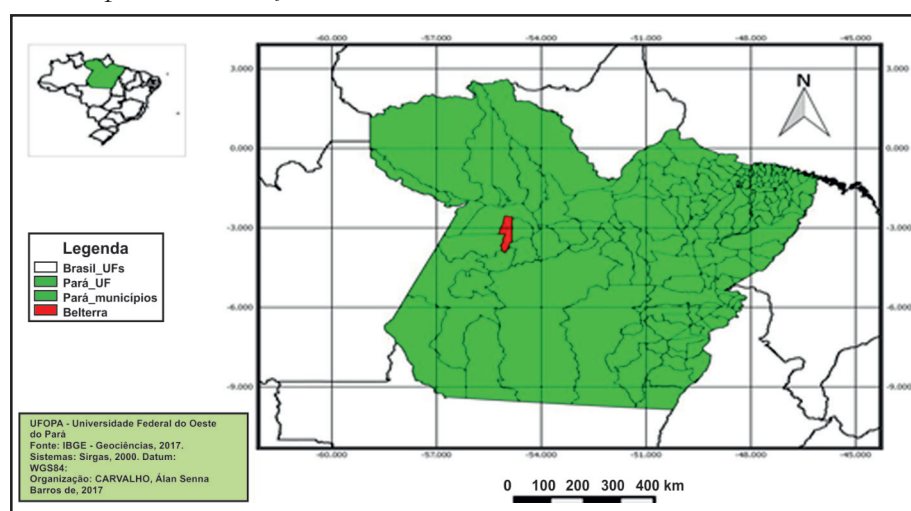 -60.000 -57.000 -54.000 -51.000 -48.000 -45.000
3.000 3.000
N
0.000 0.000
-3.000 -3.000
-6.000 -6.000
-9.000 -9.000
-60.000 -57.000 -54.000 -51.000 -48.000 -45.000
Legenda
Brasil_UFs
Pará_UF
Pará_municípios
Belterra
UFOPA - Universidade Federal do Oeste
do Pará
Fonte: IBGE - Geociências, 2017.
Sistemas: Sirgas, 2000. Datum:
WGS84:
Organização: CARVALHO, Álan Senna
Barros de, 2017
0 100 200 300 400 km